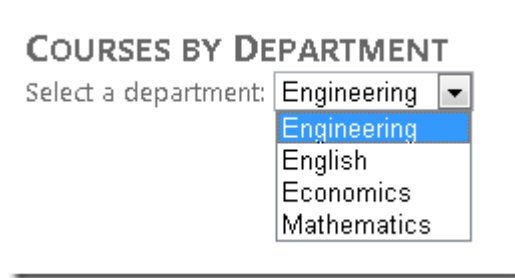 COURSES BY DEPARTMENT
Select a department: Engineering
Engineering
English
Economics
Mathematics